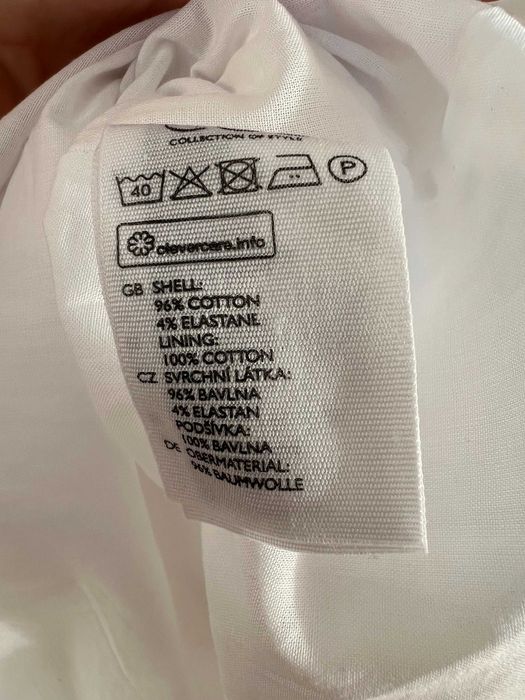 COLLECTION OF STYLE
40
P
clevercare.info
GB SHELL:
96% COTTON
4% ELASTANE
LINING:
100% COTTON
CZ SVRCHNÍ LÁTKA:
96% BAVLNA
4% ELASTAN
PODŠÍVKA:
100% BAVLNA
DE OBERMATERIAL:
96% BAUMWOLLE